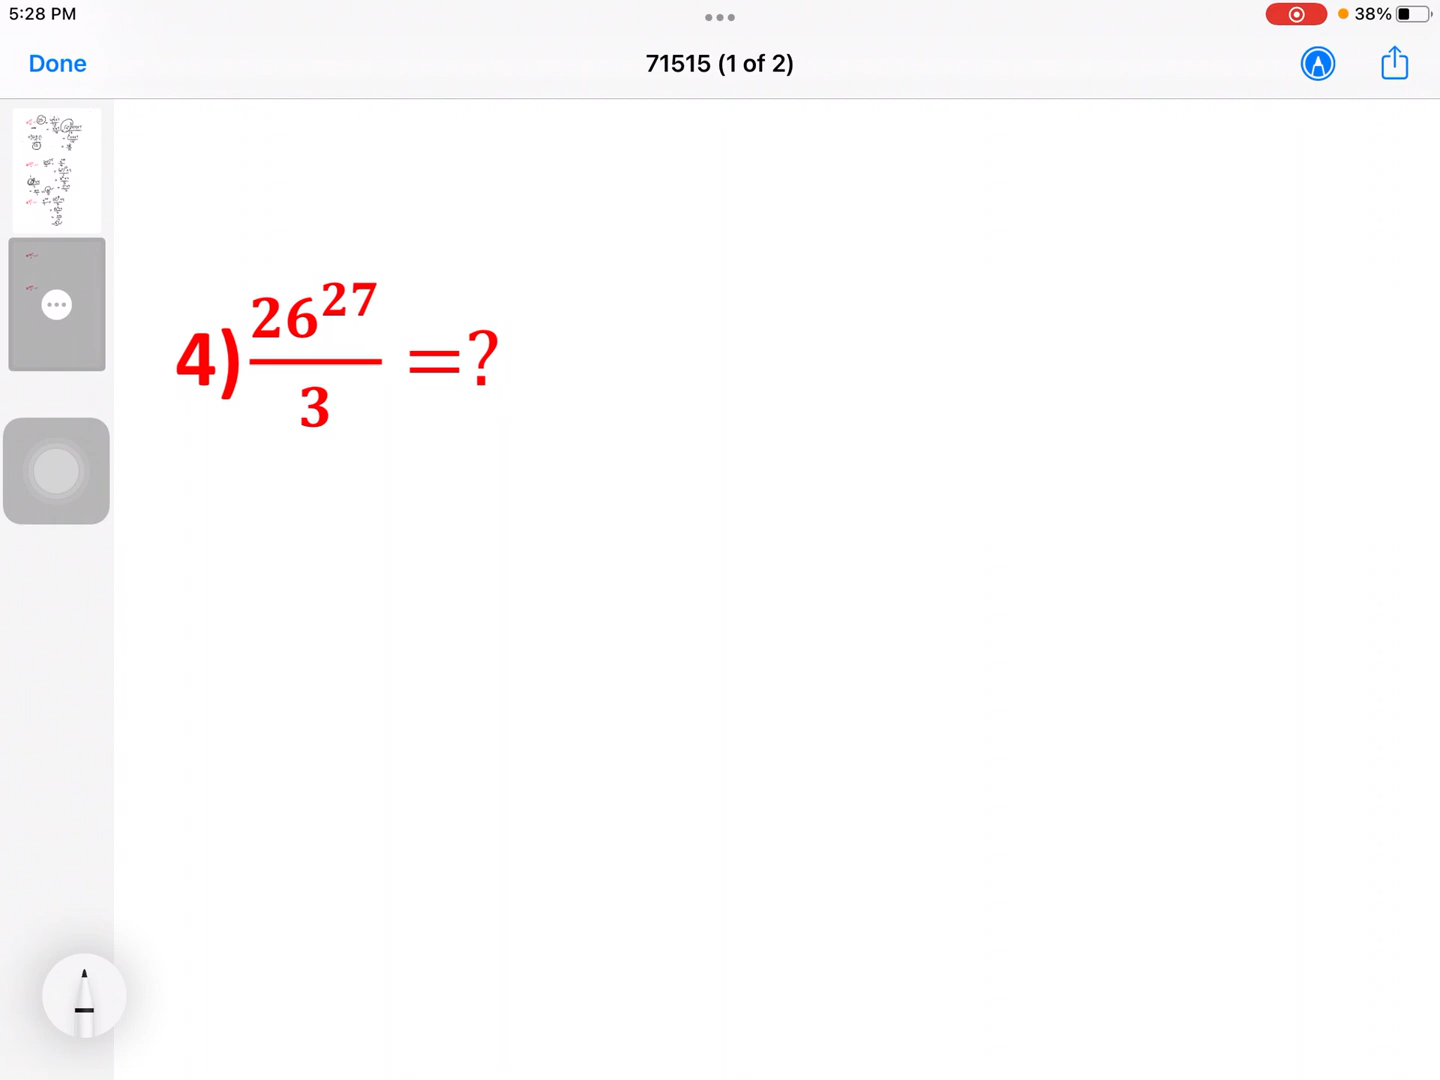 5:28 PM
38%
Done
71515 (1 of 2)
4) 26^27 / 3 =?